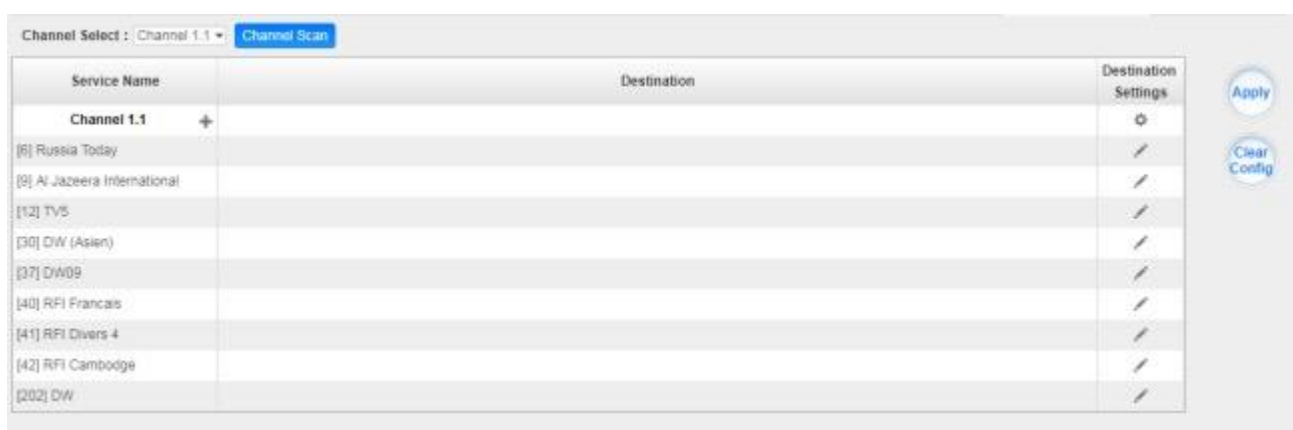 Channel Select : Channel 1.1 Channel Scan
Service Name Destination Destination Settings
Apply
Channel 1.1
[6] Russia Today
Clear Config
[9] Al Jazeera International
[12] TV5
[30] DW (Asien)
[37] DW09
[40] RFI Francais
[41] RFI Divers 4
[42] RFI Cambodge
[202] DW